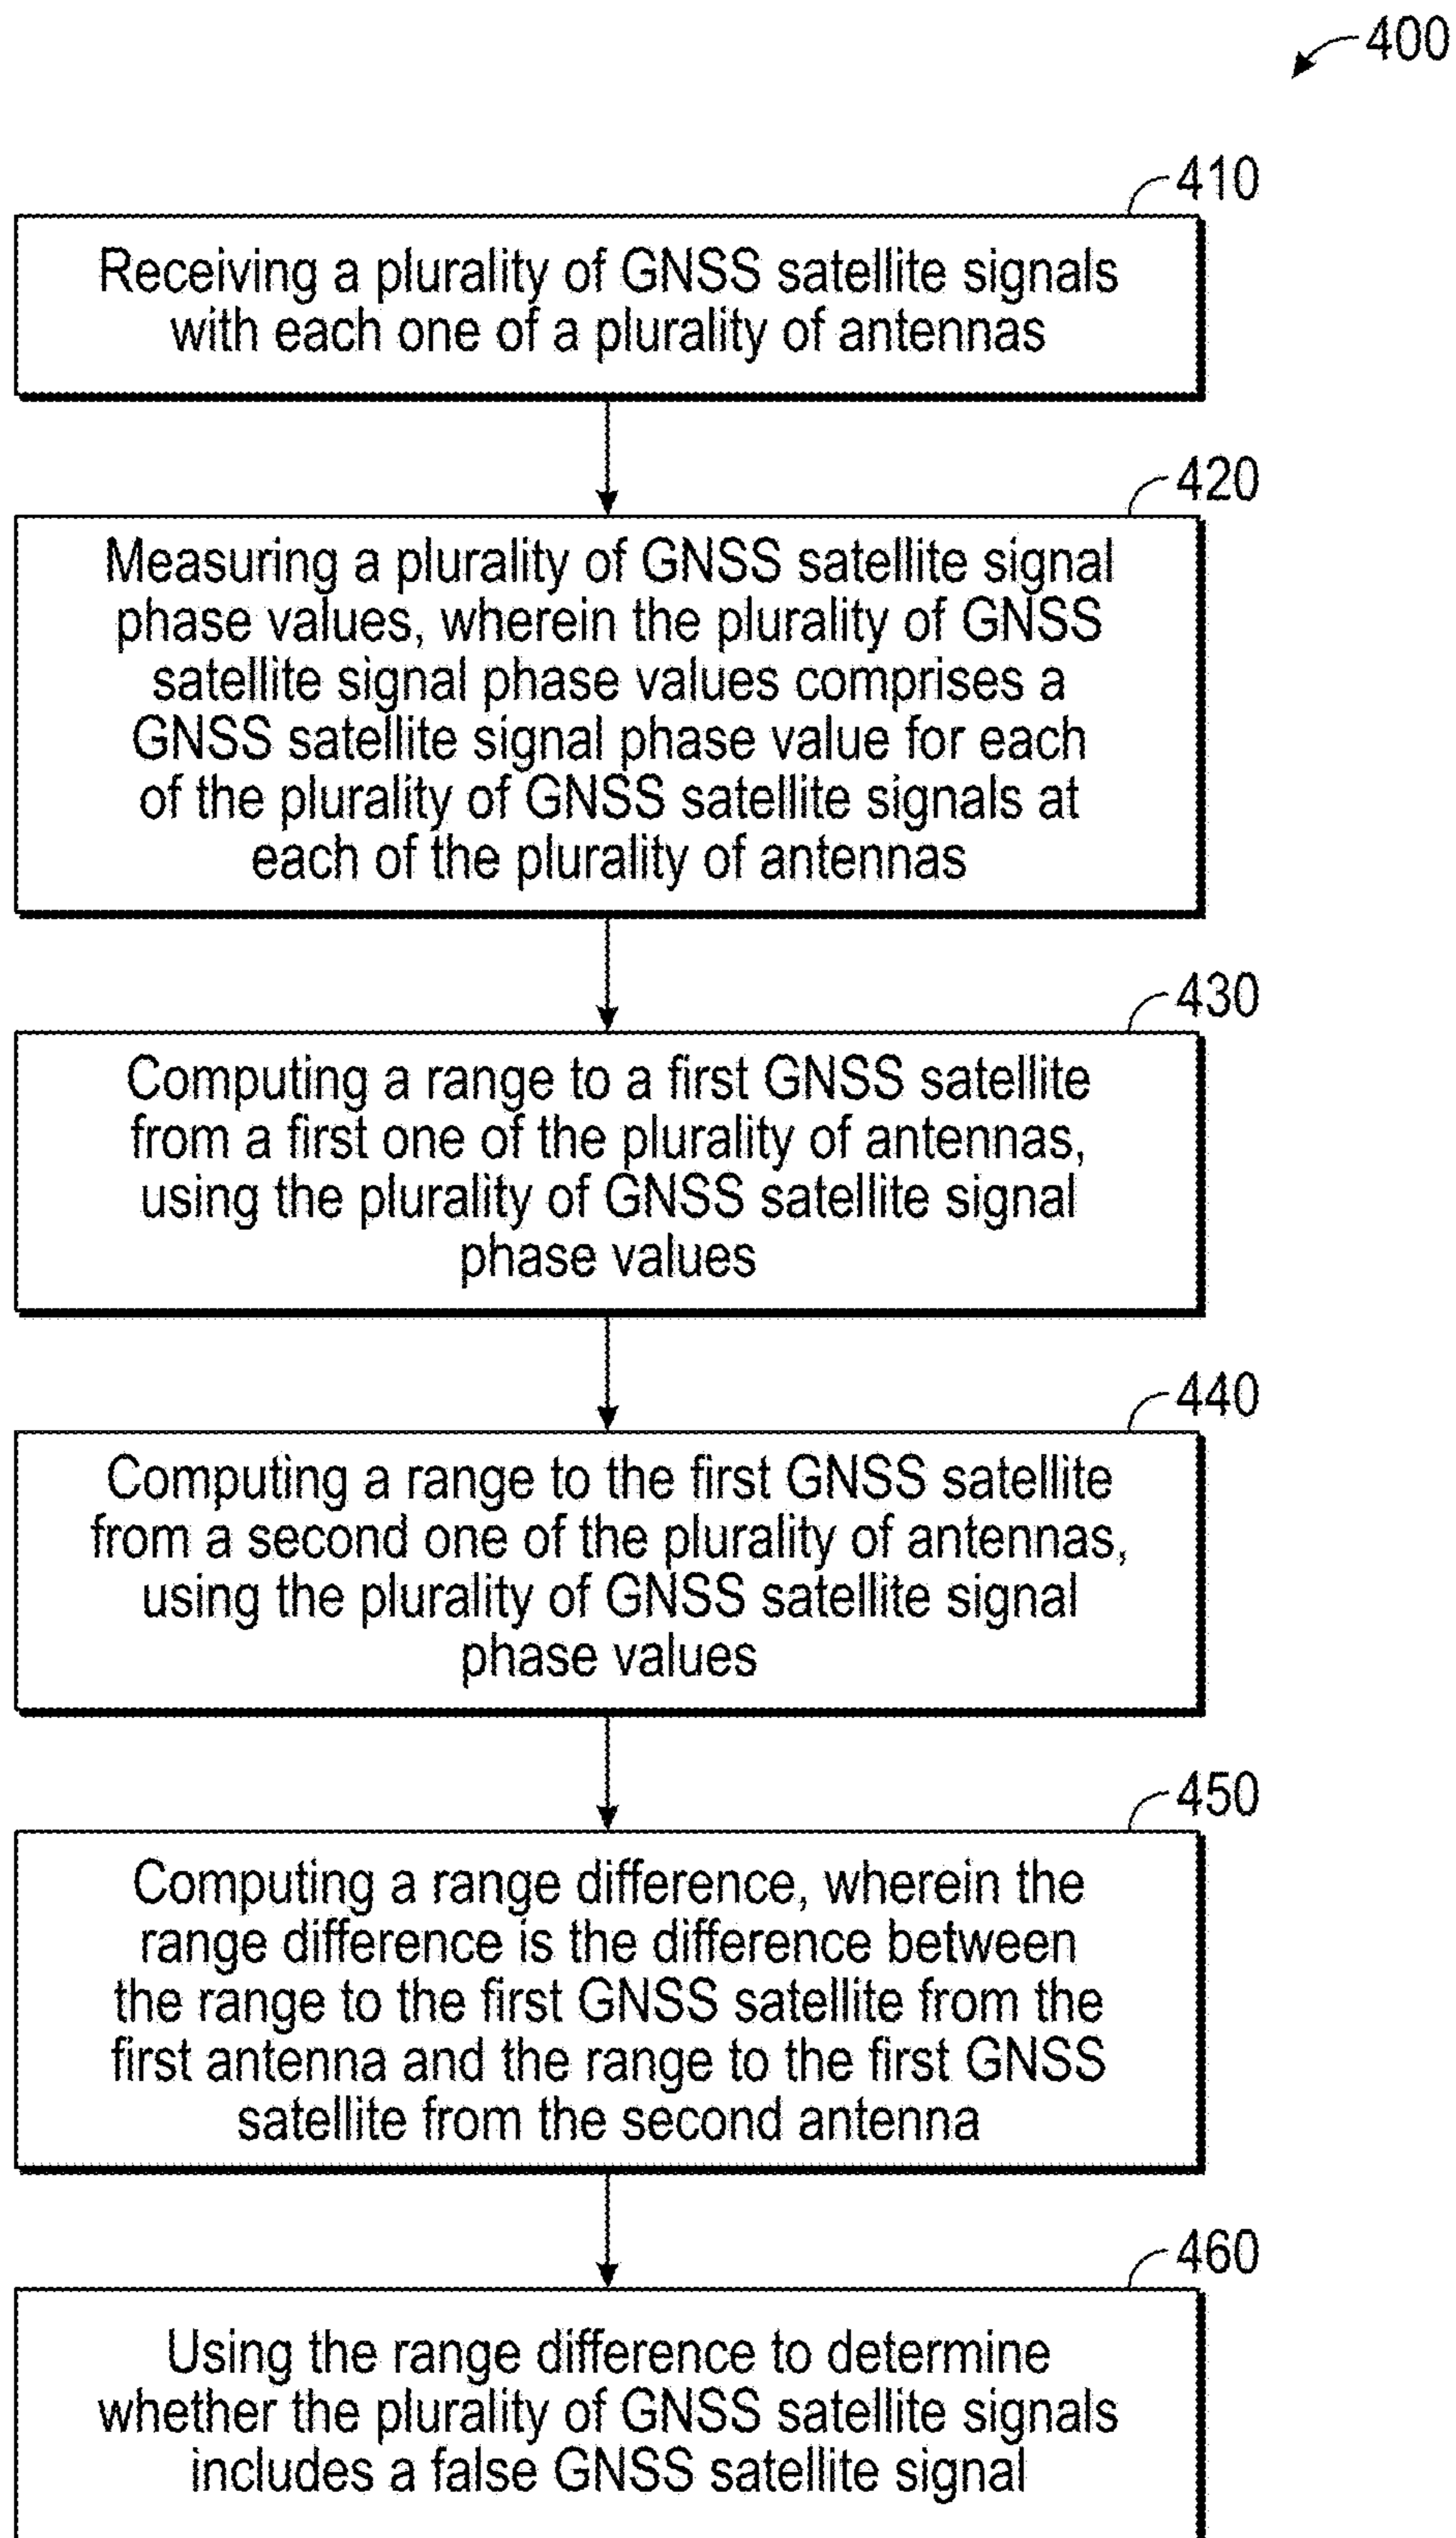 400
410
Receiving a plurality of GNSS satellite signals
with each one of a plurality of antennas
420
Measuring a plurality of GNSS satellite signal
phase values, wherein the plurality of GNSS
satellite signal phase values comprises a
GNSS satellite signal phase value for each
of the plurality of GNSS satellite signals at
each of the plurality of antennas
430
Computing a range to a first GNSS satellite
from a first one of the plurality of antennas,
using the plurality of GNSS satellite signal
phase values
440
Computing a range to the first GNSS satellite
from a second one of the plurality of antennas,
using the plurality of GNSS satellite signal
phase values
450
Computing a range difference, wherein the
range difference is the difference between
the range to the first GNSS satellite from the
first antenna and the range to the first GNSS
satellite from the second antenna
460
Using the range difference to determine
whether the plurality of GNSS satellite signals
includes a false GNSS satellite signal